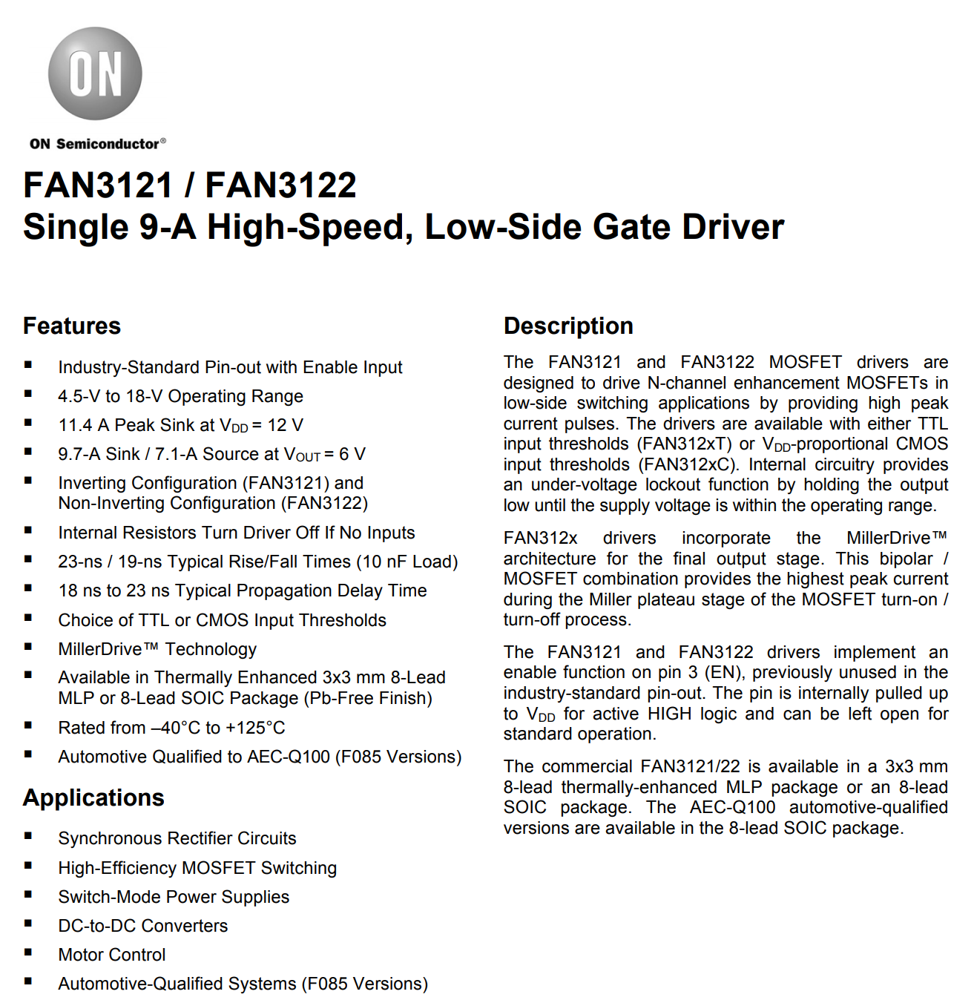 ON
ON Semiconductor®
FAN3121 / FAN3122
Single 9-A High-Speed, Low-Side Gate Driver
Features
■ Industry-Standard Pin-out with Enable Input
■ 4.5-V to 18-V Operating Range
■ 11.4 A Peak Sink at VDD = 12 V
■ 9.7-A Sink / 7.1-A Source at VOUT = 6 V
■ Inverting Configuration (FAN3121) and
Non-Inverting Configuration (FAN3122)
■ Internal Resistors Turn Driver Off If No Inputs
■ 23-ns / 19-ns Typical Rise/Fall Times (10 nF Load)
■ 18 ns to 23 ns Typical Propagation Delay Time
■ Choice of TTL or CMOS Input Thresholds
■ MillerDrive™ Technology
■ Available in Thermally Enhanced 3x3 mm 8-Lead
MLP or 8-Lead SOIC Package (Pb-Free Finish)
■ Rated from –40°C to +125°C
■ Automotive Qualified to AEC-Q100 (F085 Versions)
Applications
■ Synchronous Rectifier Circuits
■ High-Efficiency MOSFET Switching
■ Switch-Mode Power Supplies
■ DC-to-DC Converters
■ Motor Control
■ Automotive-Qualified Systems (F085 Versions)
Description
The FAN3121 and FAN3122 MOSFET drivers are
designed to drive N-channel enhancement MOSFETs in
low-side switching applications by providing high peak
current pulses. The drivers are available with either TTL
input thresholds (FAN312xT) or VDD-proportional CMOS
input thresholds (FAN312xC). Internal circuitry provides
an under-voltage lockout function by holding the output
low until the supply voltage is within the operating range.
FAN312x drivers incorporate the MillerDrive™
architecture for the final output stage. This bipolar /
MOSFET combination provides the highest peak current
during the Miller plateau stage of the MOSFET turn-on /
turn-off process.
The FAN3121 and FAN3122 drivers implement an
enable function on pin 3 (EN), previously unused in the
industry-standard pin-out. The pin is internally pulled up
to VDD for active HIGH logic and can be left open for
standard operation.
The commercial FAN3121/22 is available in a 3x3 mm
8-lead thermally-enhanced MLP package or an 8-lead
SOIC package. The AEC-Q100 automotive-qualified
versions are available in the 8-lead SOIC package.